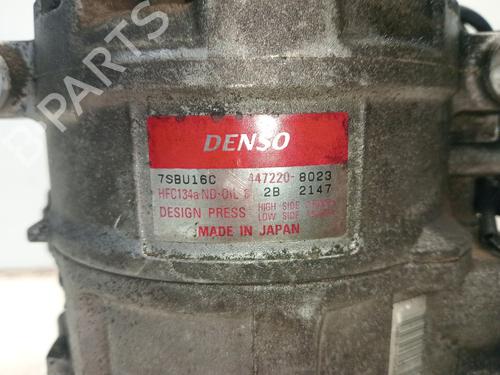 DENSO
7SBU16C 447220-8023
HFC134a ND-OIL 8 2B 2147
DESIGN PRESS HIGH SIDE
LOW SIDE
MADE IN JAPAN